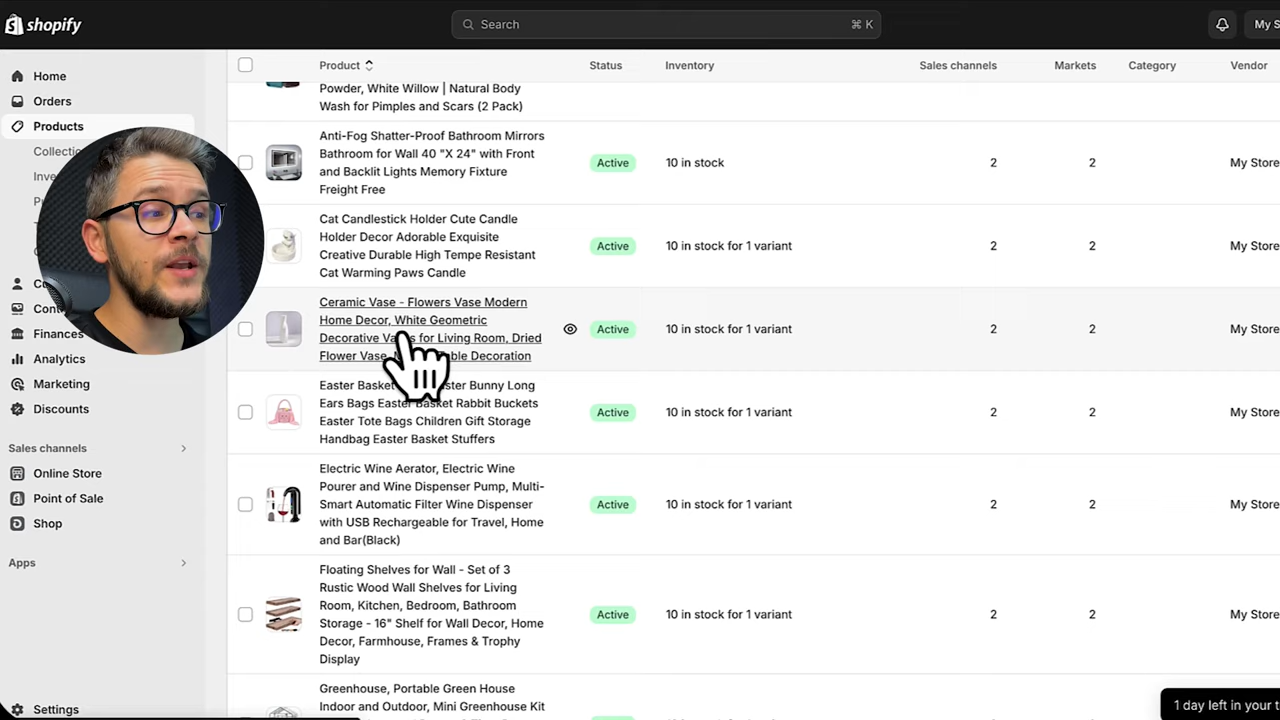 shopify
Search
⌘ K
My S
Home
Orders
Products
Collectio
Inve
Finances
Analytics
Marketing
Discounts
Sales channels
Online Store
Point of Sale
Shop
Apps
Settings
Product
Status
Inventory
Sales channels
Markets
Category
Vendor
Powder, White Willow | Natural Body
Wash for Pimples and Scars (2 Pack)
Anti-Fog Shatter-Proof Bathroom Mirrors
Bathroom for Wall 40 "X 24" with Front
and Backlit Lights Memory Fixture
Freight Free
Active
10 in stock
2
2
My Store
Cat Candlestick Holder Cute Candle
Holder Decor Adorable Exquisite
Creative Durable High Tempe Resistant
Cat Warming Paws Candle
Active
10 in stock for 1 variant
2
2
My Store
Ceramic Vase - Flowers Vase Modern
Home Decor, White Geometric
Decorative Va s for Living Room, Dried
Flower Vase, ble Decoration
Active
10 in stock for 1 variant
2
2
My Store
Easter Basket ster Bunny Long
Ears Bags Easter Basket Rabbit Buckets
Easter Tote Bags Children Gift Storage
Handbag Easter Basket Stuffers
Active
10 in stock for 1 variant
2
2
My Store
Electric Wine Aerator, Electric Wine
Pourer and Wine Dispenser Pump, Multi-
Smart Automatic Filter Wine Dispenser
with USB Rechargeable for Travel, Home
and Bar(Black)
Active
10 in stock for 1 variant
2
2
My Store
Floating Shelves for Wall - Set of 3
Rustic Wood Wall Shelves for Living
Room, Kitchen, Bedroom, Bathroom
Storage - 16" Shelf for Wall Decor, Home
Decor, Farmhouse, Frames & Trophy
Display
Active
10 in stock for 1 variant
2
2
My Store
Greenhouse, Portable Green House
Indoor and Outdoor, Mini Greenhouse Kit
1 day left in your t